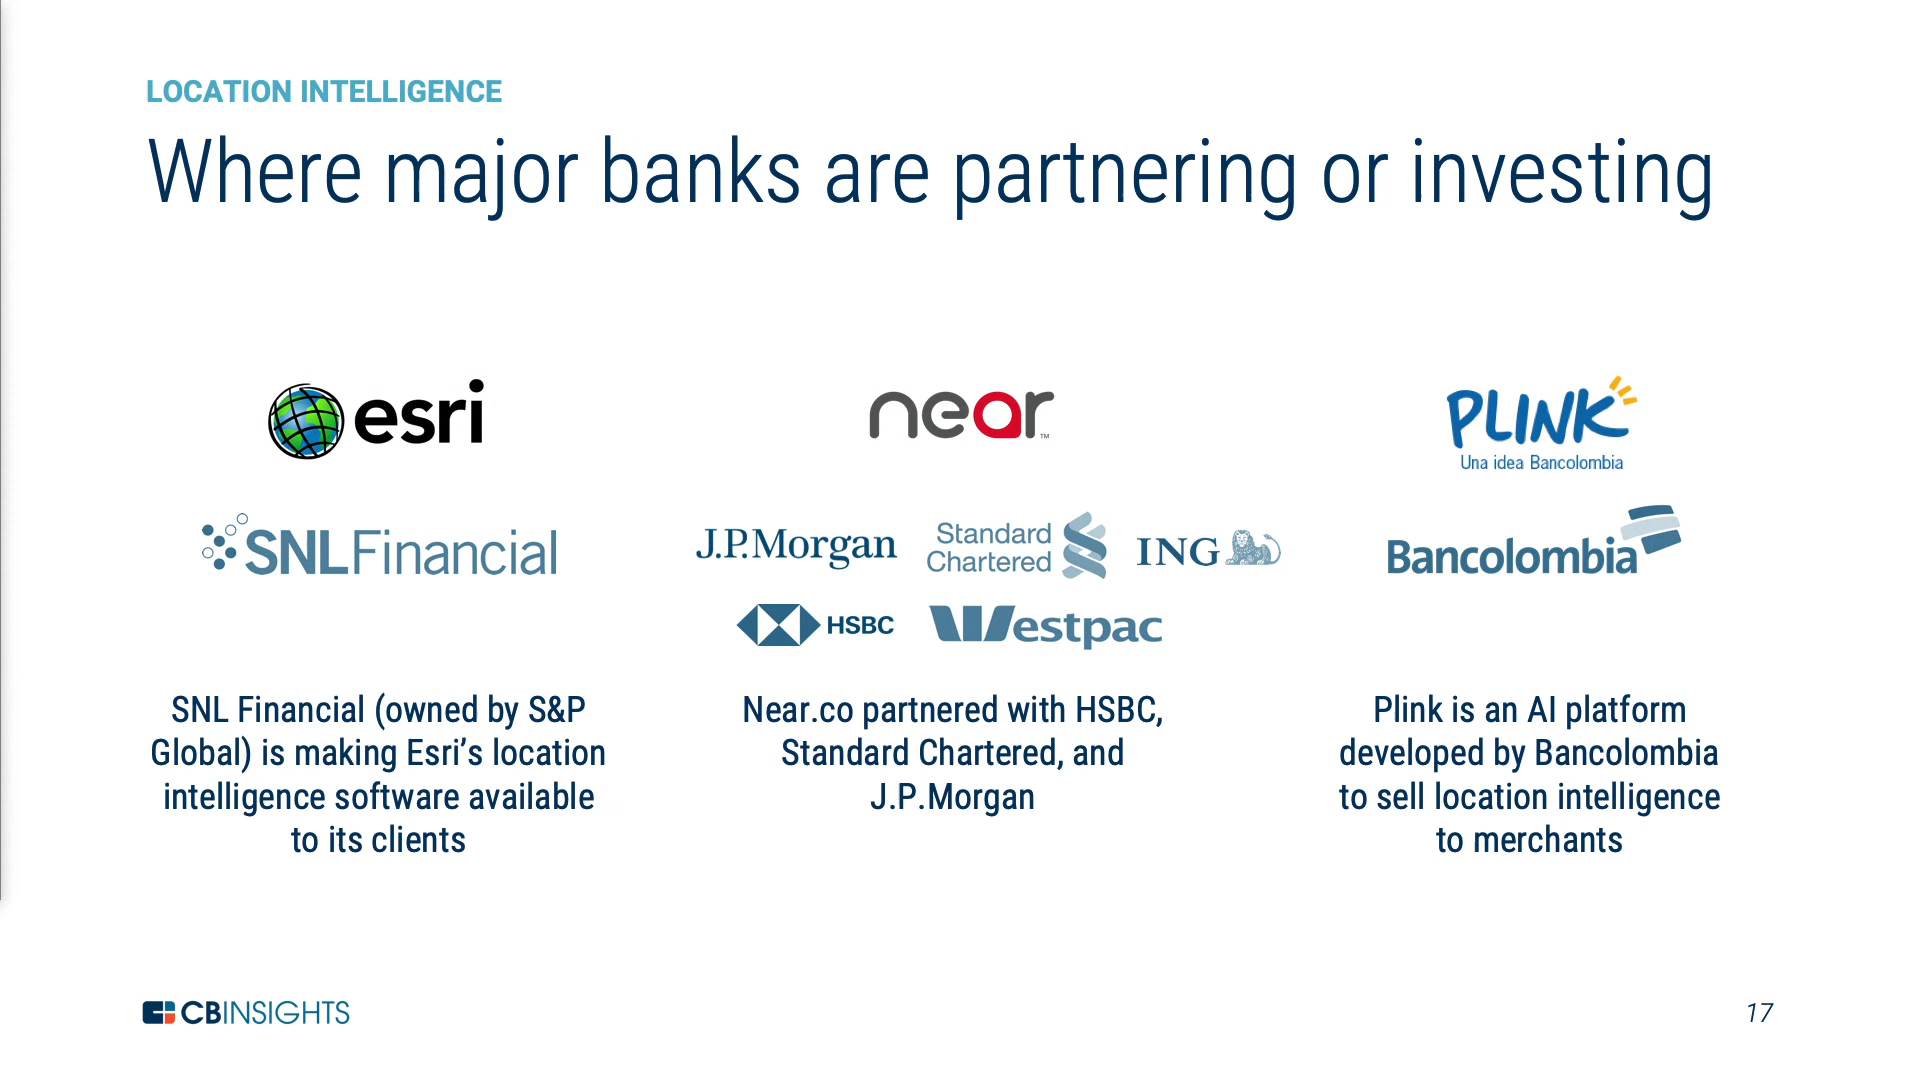 LOCATION INTELLIGENCE
Where major banks are partnering or investing
esri
SNLFinancial
SNL Financial (owned by S&P
Global) is making Esri’s location
intelligence software available
to its clients
near™
J.P.Morgan
Standard
Chartered
ING
HSBC
Westpac
Near.co partnered with HSBC,
Standard Chartered, and
J.P.Morgan
PLINK
Una idea Bancolombia
Bancolombia
Plink is an AI platform
developed by Bancolombia
to sell location intelligence
to merchants
CBINSIGHTS
17